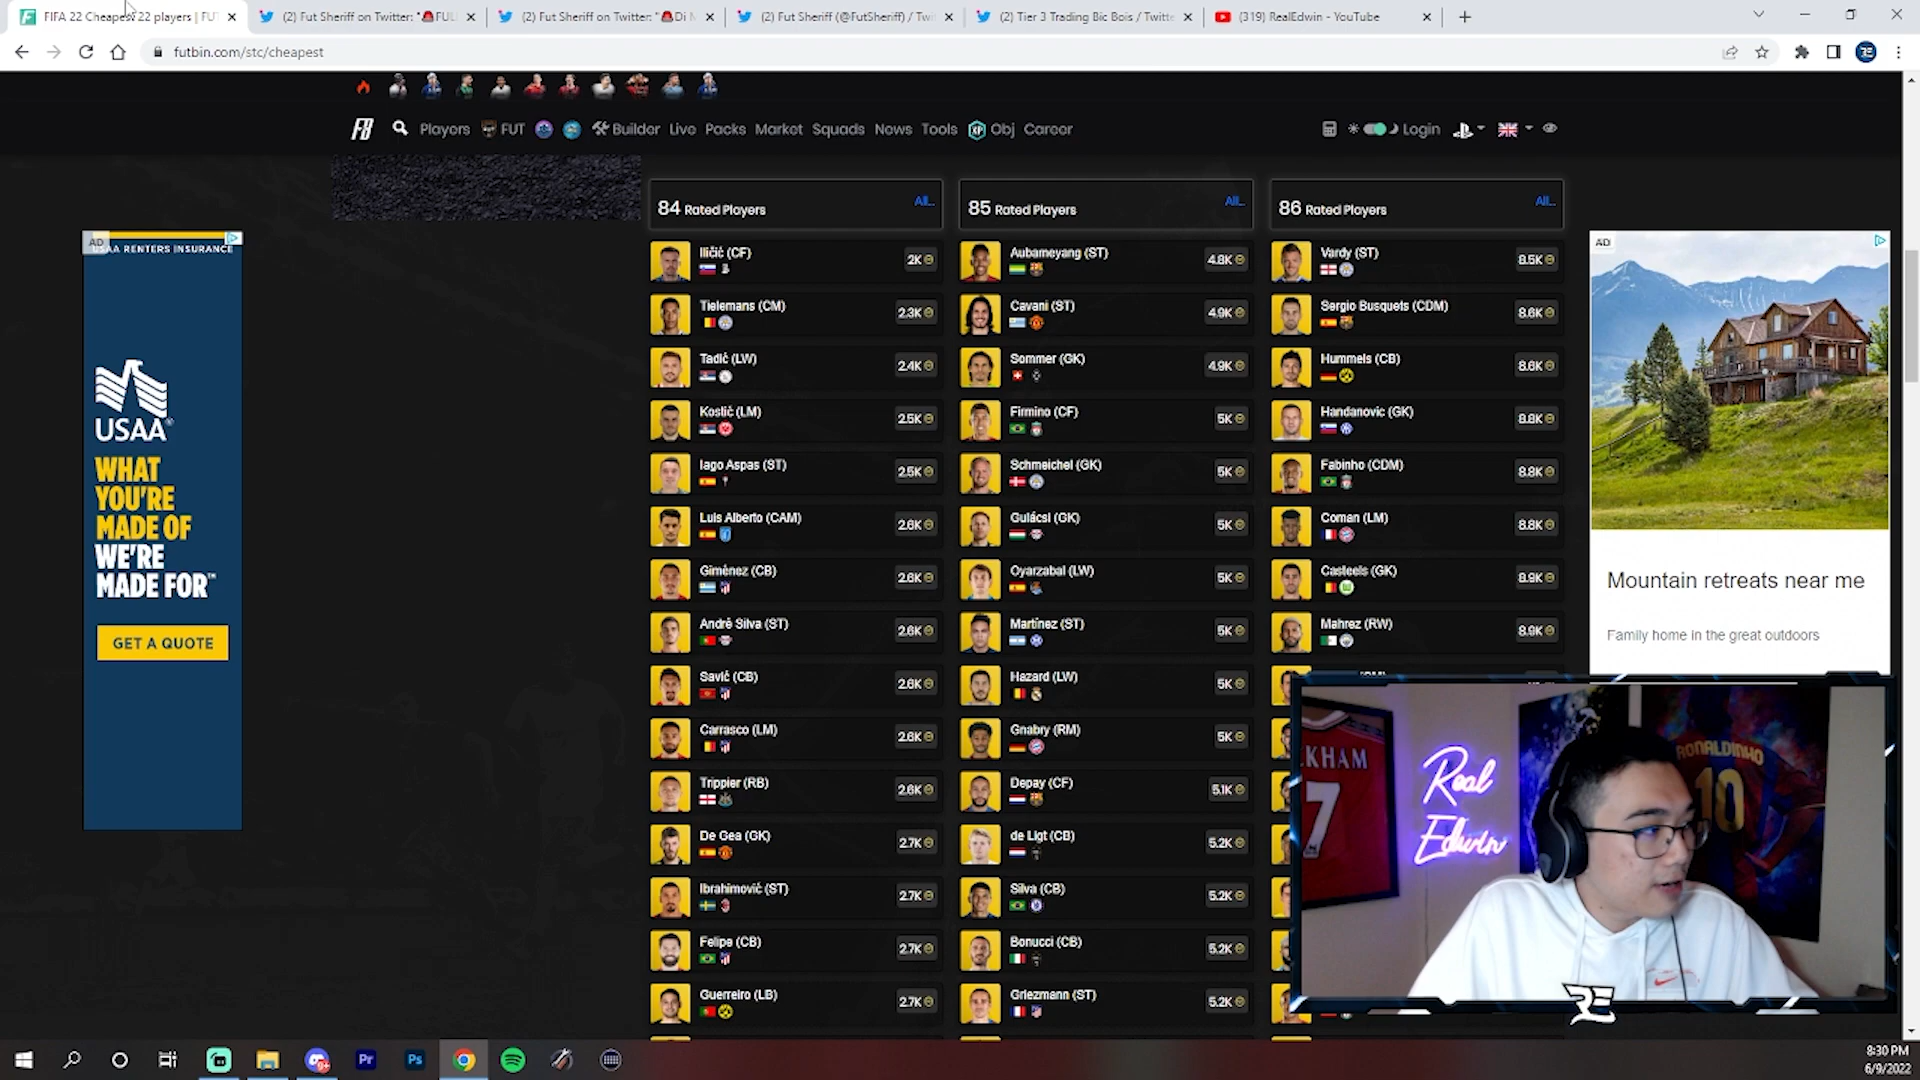 FIFA 22 Cheapest 22 players | FUT
(2) Fut Sheriff on Twitter: "🚨FULL
(2) Fut Sheriff on Twitter: "🚨Di M
(2) Fut Sheriff (@FutSheriff) / Twi
(2) Tier 3 Trading Bic Bois / Twitte
(319) RealEdwin - YouTube
futbin.com/stc/cheapest
Players FUT Builder Live Packs Market Squads News Tools Obj Career Login
84 Rated Players All..
Iličić (CF) 2K
Tielemans (CM) 2.3K
Tadić (LW) 2.4K
Kostić (LM) 2.5K
Iago Aspas (ST) 2.5K
Luis Alberto (CAM) 2.6K
Giménez (CB) 2.6K
André Silva (ST) 2.6K
Savić (CB) 2.6K
Carrasco (LM) 2.6K
Trippier (RB) 2.6K
De Gea (GK) 2.7K
Ibrahimović (ST) 2.7K
Felipe (CB) 2.7K
Guerreiro (LB) 2.7K
85 Rated Players All..
Aubameyang (ST) 4.8K
Cavani (ST) 4.9K
Sommer (GK) 4.9K
Firmino (CF) 5K
Schmeichel (GK) 5K
Gulácsi (GK) 5K
Oyarzabal (LW) 5K
Martínez (ST) 5K
Hazard (LW) 5K
Gnabry (RM) 5K
Depay (CF) 5.1K
de Ligt (CB) 5.2K
Silva (CB) 5.2K
Bonucci (CB) 5.2K
Griezmann (ST) 5.2K
86 Rated Players All..
Vardy (ST) 8.5K
Sergio Busquets (CDM) 8.6K
Hummels (CB) 8.6K
Handanovic (GK) 8.8K
Fabinho (CDM) 8.8K
Coman (LM) 8.8K
Casteels (GK) 8.9K
Mahrez (RW) 8.9K
AD
USAA RENTERS INSURANCE
USAA
WHAT
YOU'RE
MADE OF
WE'RE
MADE FOR™
GET A QUOTE
AD
Mountain retreats near me
Family home in the great outdoors
CKHAM
7
Real
Edwin
RONALDINHO
10
RE
Pr
Ps
8:30 PM
6/9/2022